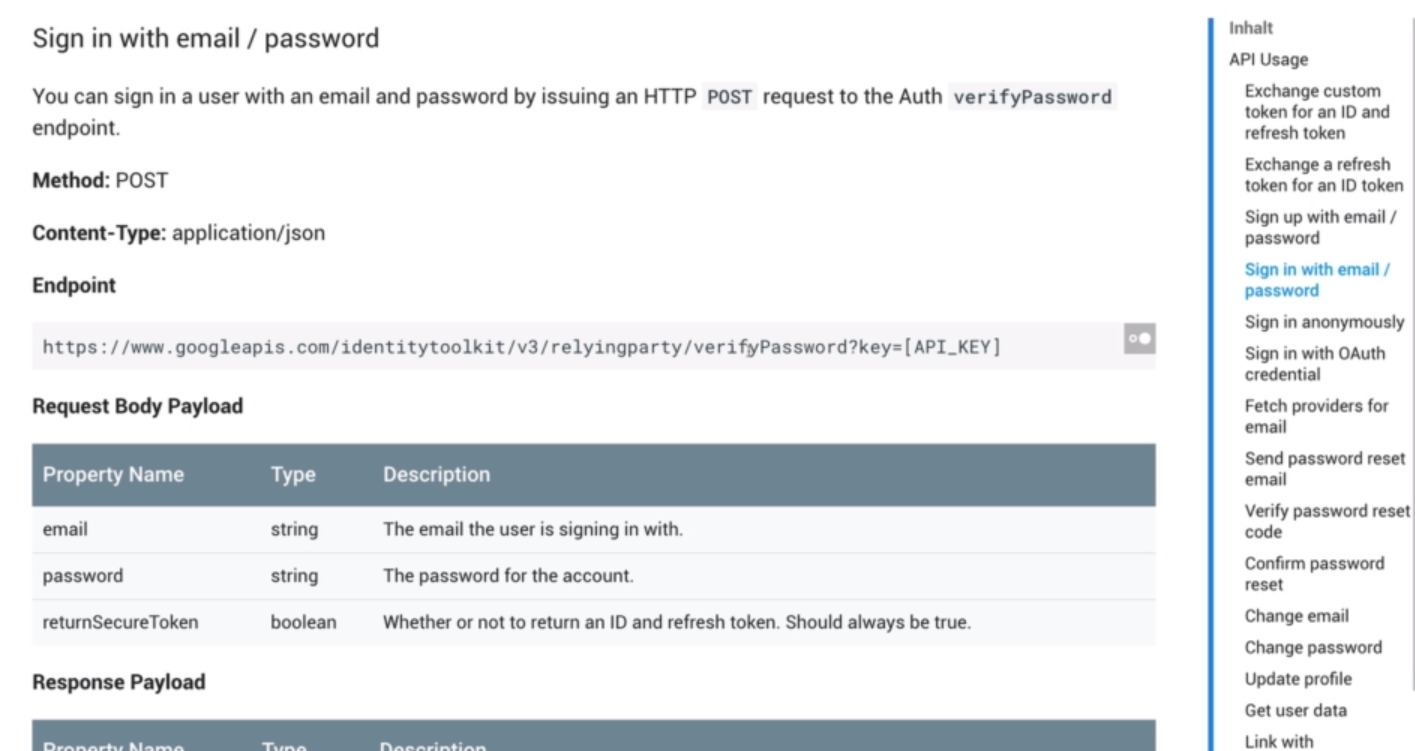 Sign in with email / password
You can sign in a user with an email and password by issuing an HTTP POST request to the Auth verifyPassword
endpoint.
Method: POST
Content-Type: application/json
Endpoint
https://www.googleapis.com/identitytoolkit/v3/relyingparty/verifyPassword?key=[API_KEY]
Request Body Payload
Property Name Type Description
email string The email the user is signing in with.
password string The password for the account.
returnSecureToken boolean Whether or not to return an ID and refresh token. Should always be true.
Response Payload
Property Name Type Description
Inhalt
API Usage
Exchange custom
token for an ID and
refresh token
Exchange a refresh
token for an ID token
Sign up with email /
password
Sign in with email /
password
Sign in anonymously
Sign in with OAuth
credential
Fetch providers for
email
Send password reset
email
Verify password reset
code
Confirm password
reset
Change email
Change password
Update profile
Get user data
Link with